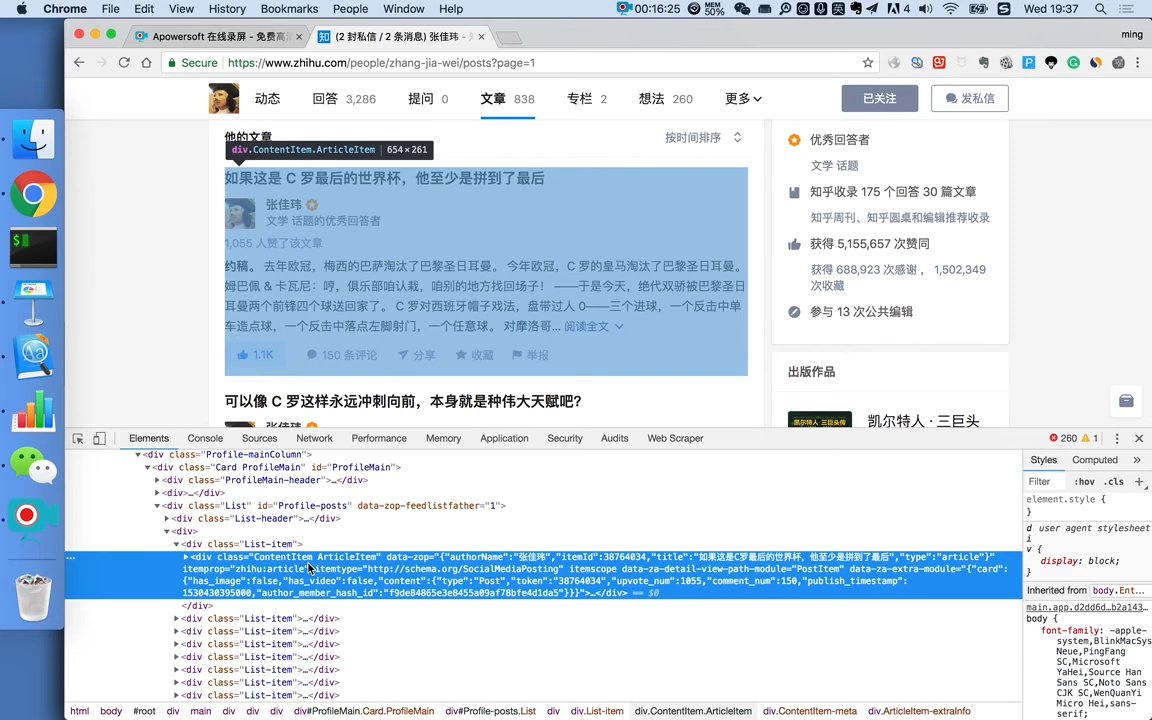 Chrome File Edit View History Bookmarks People Window Help 00:16:25 MEM 50% 英 4 Wed 19:37
Apowersoft 在线录屏 - 免费高 × (2 封私信 / 2 条消息) 张佳玮 - × ming
Secure https://www.zhihu.com/people/zhang-jia-wei/posts?page=1
动态 回答 3,286 提问 0 文章 838 专栏 2 想法 260 更多 已关注 发私信
他的文章 按时间排序
div.ContentItem.ArticleItem | 654×261
如果这是 C 罗最后的世界杯，他至少是拼到了最后
张佳玮
文学 话题的优秀回答者
1,055 人赞了该文章
约稿。 去年欧冠，梅西的巴萨淘汰了巴黎圣日耳曼。 今年欧冠，C 罗的皇马淘汰了巴黎圣日耳曼。
姆巴佩 & 卡瓦尼：哼，俱乐部咱认栽，咱别的地方找回场子！ ——于是今天，绝代双骄被巴黎圣日
耳曼两个前锋四个球送回家了。 C 罗对西班牙帽子戏法，盘带过人 0——三个进球，一个反击中单
车造点球，一个反击中落点左脚射门，一个任意球。 对摩洛哥... 阅读全文
1.1K 150 条评论 分享 收藏 举报
可以像 C 罗这样永远冲刺向前，本身就是种伟大天赋吧?
张佳玮
优秀回答者
文学 话题
知乎收录 175 个回答 30 篇文章
知乎周刊、知乎圆桌和编辑推荐收录
获得 5,155,657 次赞同
获得 688,923 次感谢 ， 1,502,349
次收藏
参与 13 次公共编辑
出版作品
凯尔特人 · 三巨头
Elements Console Sources Network Performance Memory Application Security Audits Web Scraper 260 1
<div class="Profile-mainColumn">
<div class="Card ProfileMain" id="ProfileMain">
<div class="ProfileMain-header">…</div>
<div>…</div>
<div class="List" id="Profile-posts" data-zop-feedlistfather="1">
<div class="List-header">…</div>
<div>
<div class="List-item">
<div class="ContentItem ArticleItem" data-zop="{"authorName":"张佳玮","itemId":38764034,"title":"如果这是C罗最后的世界杯，他至少是拼到了最后","type":"article"}"
itemprop="zhihu:article" itemtype="http://schema.org/SocialMediaPosting" itemscope data-za-detail-view-path-module="PostItem" data-za-extra-module="{"card":
{"has_image":false,"has_video":false,"content":{"type":"Post","token":"38764034","upvote_num":1055,"comment_num":150,"publish_timestamp":
1530430395000,"author_member_hash_id":"f9de84865e3e8455a09af78bfe4d1da5"}}}">…</div> == $0
</div>
<div class="List-item">…</div>
<div class="List-item">…</div>
<div class="List-item">…</div>
<div class="List-item">…</div>
<div class="List-item">…</div>
<div class="List-item">…</div>
<div class="List-item">…</div>
html body #root div main div div div div#ProfileMain.Card.ProfileMain div#Profile-posts.List div div.List-item div.ContentItem.ArticleItem div.ContentItem-meta div.ArticleItem-extraInfo
Styles Computed »
Filter :hov .cls +
element.style {
}
d user agent stylesheet
i
v {
display: block;
}
Inherited from body.Ent...
main.app.d2dd6d…b2a143…
body {
font-family: -apple-
system,BlinkMacSys
Neue,PingFang
SC,Microsoft
YaHei,Source Han
Sans SC,Noto Sans
CJK SC,WenQuanYi
Micro Hei,sans-
serif;